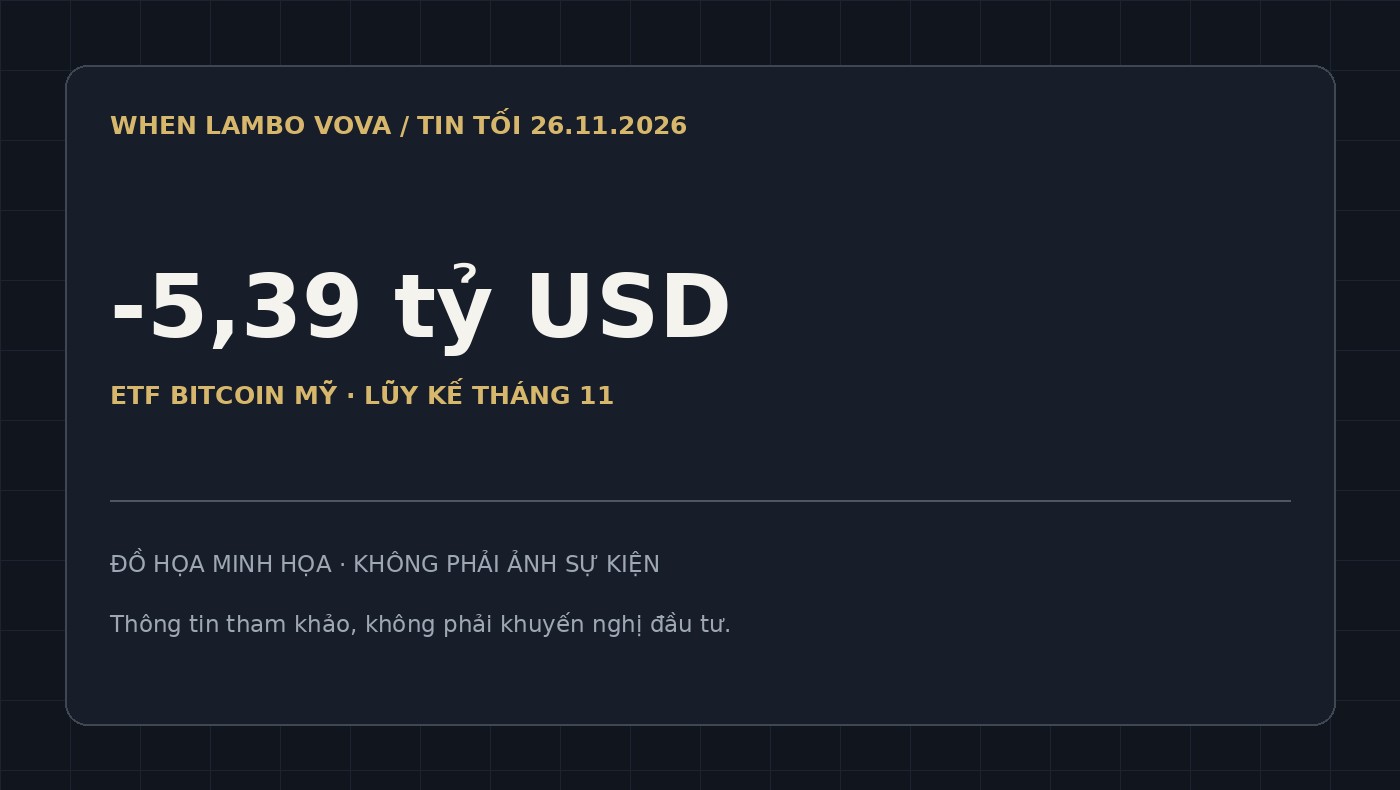 WHEN LAMBO VOVA / TIN TỐI 26.11.2026
-5,39 tỷ USD
ETF BITCOIN MỸ · LŨY KẾ THÁNG 11
ĐỒ HỌA MINH HỌA · KHÔNG PHẢI ẢNH SỰ KIỆN
Thông tin tham khảo, không phải khuyến nghị đầu tư.